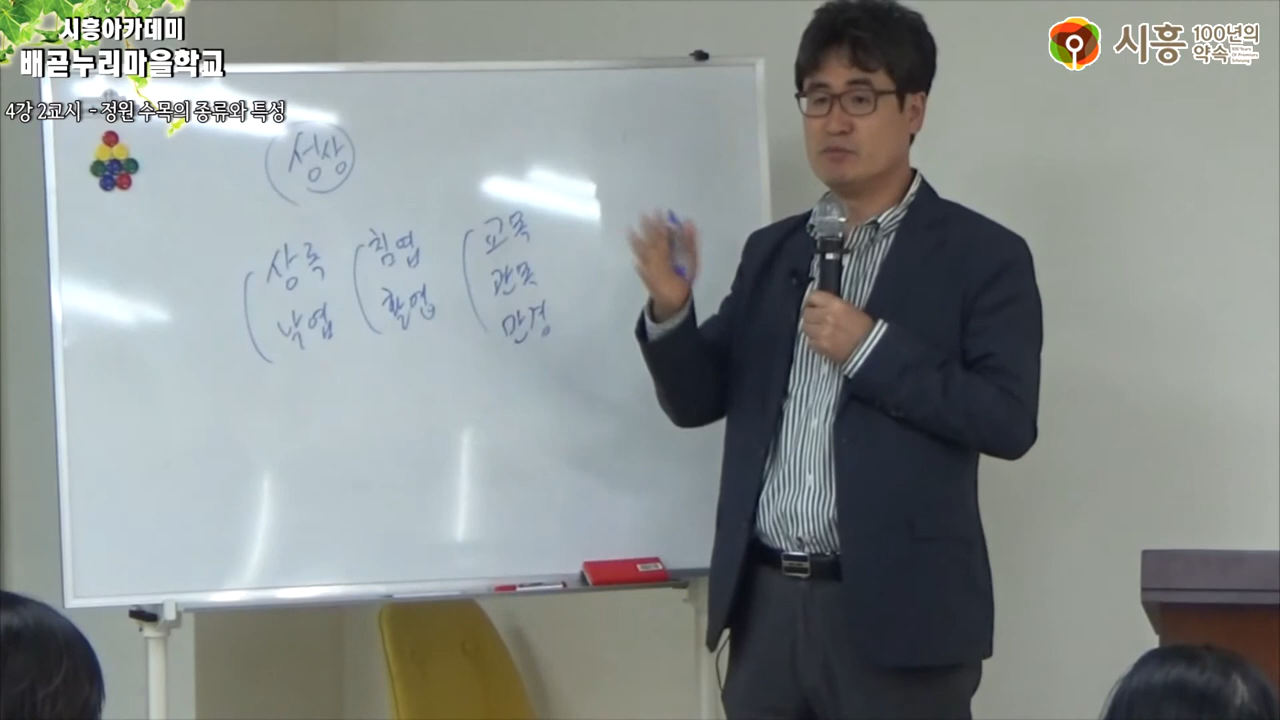 시흥아카데미
배곧누리마을학교
4강 2교시 - 정원 수목의 종류와 특성
시흥 100년의 약속
성상
상록 침엽 교목
낙엽 활엽 관목
만경